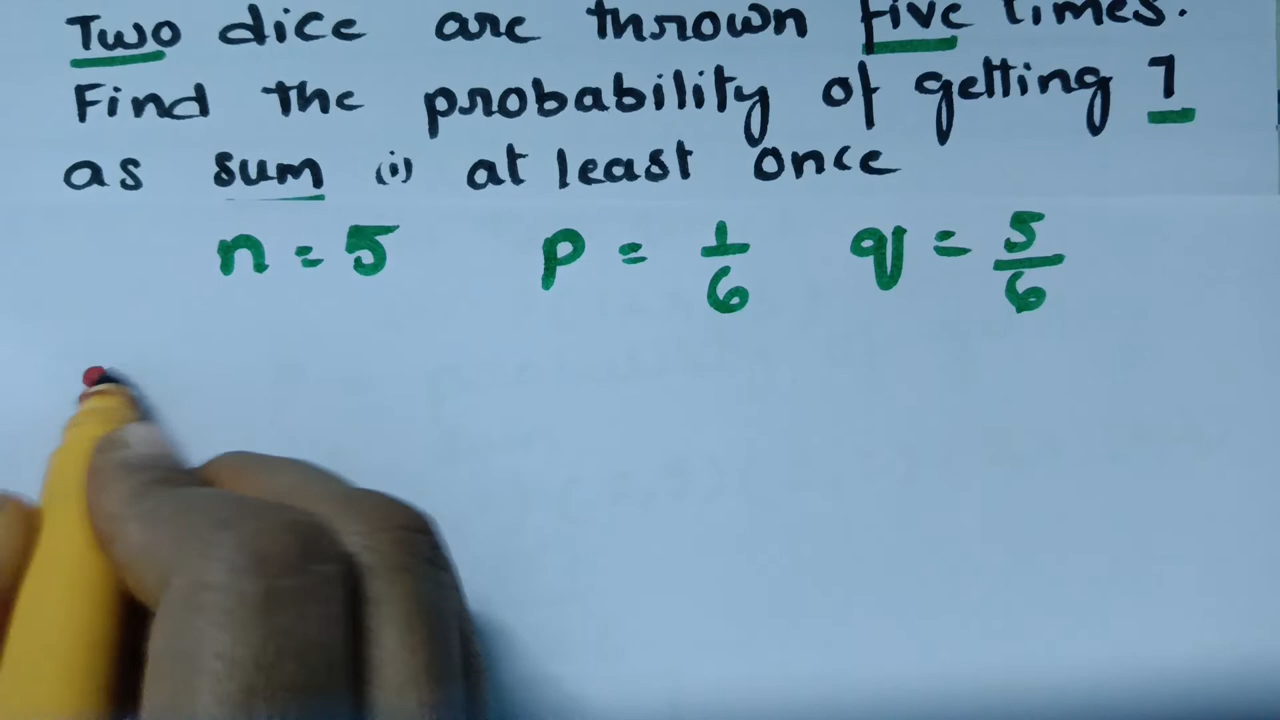 Two dice are thrown five times.
Find the probability of getting 7
as sum (i) at least once
n = 5 p = 1/6 q = 5/6